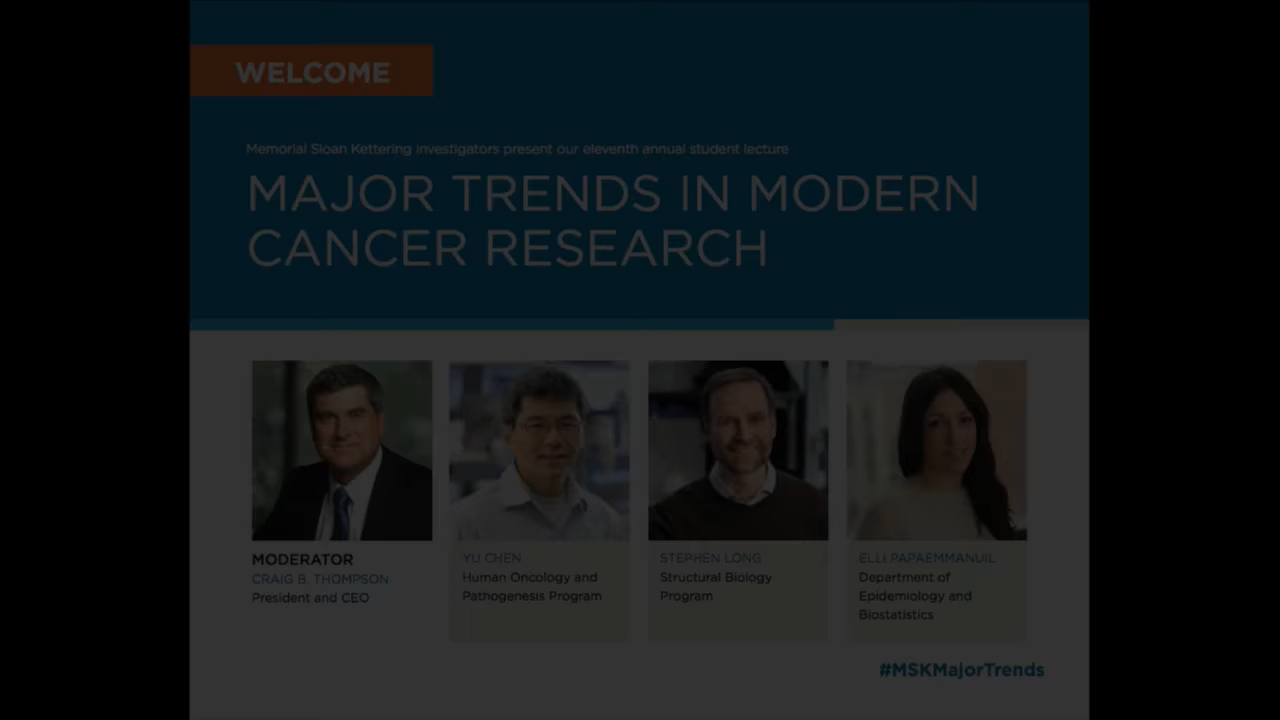 WELCOME
Memorial Sloan Kettering investigators present our eleventh annual student lecture
MAJOR TRENDS IN MODERN
CANCER RESEARCH
MODERATOR
CRAIG B. THOMPSON
President and CEO
YU CHEN
Human Oncology and
Pathogenesis Program
STEPHEN LONG
Structural Biology
Program
ELLI PAPAEMMANUIL
Department of
Epidemiology and
Biostatistics
#MSKMajorTrends